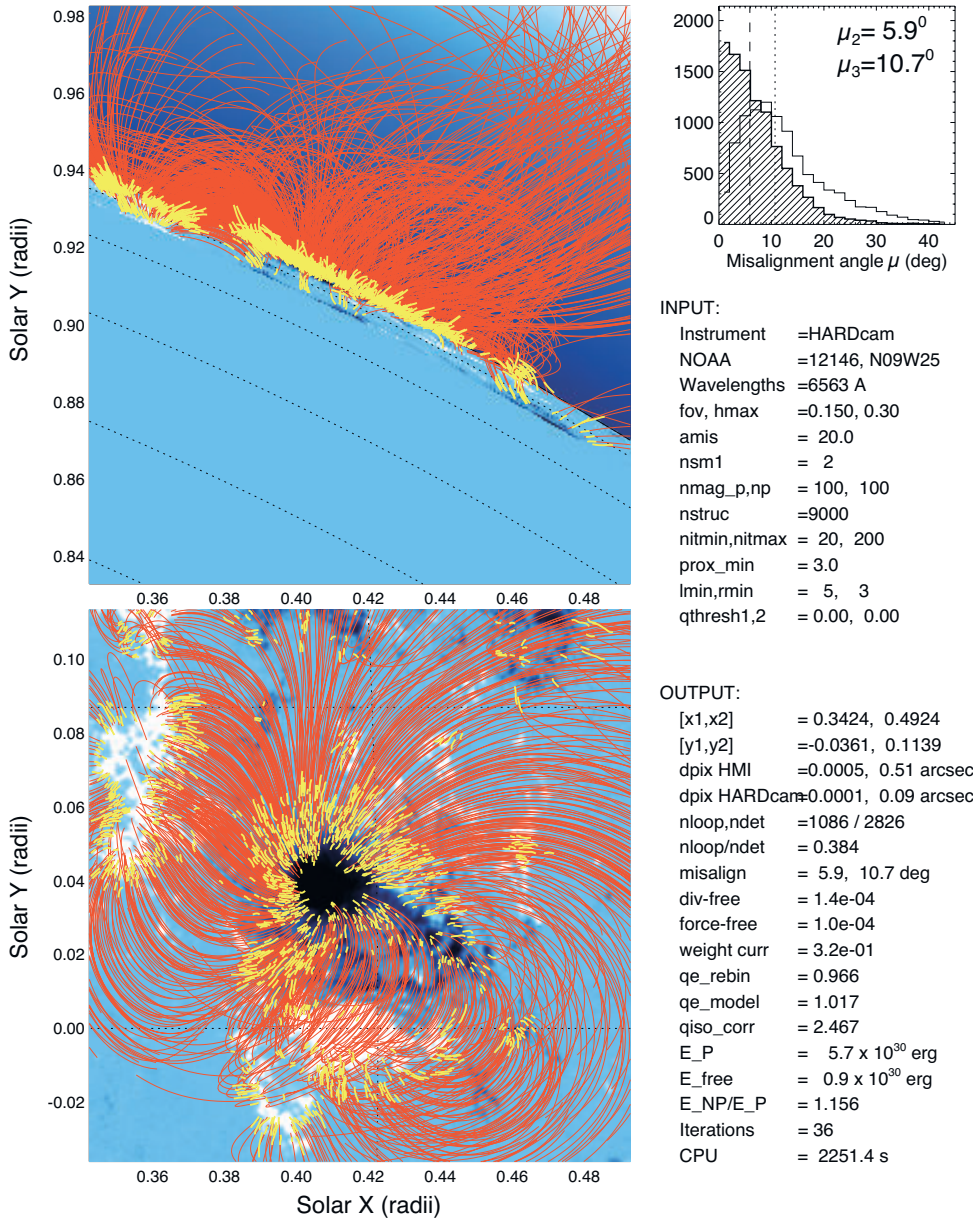 0.98
0.96
0.94
0.92
0.90
0.88
0.86
0.84
Solar Y (radii)
0.36 0.38 0.40 0.42 0.44 0.46 0.48
2000
1500
1000
500
0
μ2= 5.9⁰
μ3=10.7⁰
0 10 20 30 40
Misalignment angle μ (deg)
INPUT:
Instrument =HARDcam
NOAA =12146, N09W25
Wavelengths =6563 A
fov, hmax =0.150, 0.30
amis = 20.0
nsm1 = 2
nmag_p,np = 100, 100
nstruc =9000
nitmin,nitmax = 20, 200
prox_min = 3.0
lmin,rmin = 5, 3
qthresh1,2 = 0.00, 0.00
0.10
0.08
0.06
0.04
0.02
0.00
-0.02
Solar Y (radii)
0.36 0.38 0.40 0.42 0.44 0.46 0.48
Solar X (radii)
OUTPUT:
[x1,x2] = 0.3424, 0.4924
[y1,y2] =-0.0361, 0.1139
dpix HMI =0.0005, 0.51 arcsec
dpix HARDcam=0.0001, 0.09 arcsec
nloop,ndet =1086 / 2826
nloop/ndet = 0.384
misalign = 5.9, 10.7 deg
div-free = 1.4e-04
force-free = 1.0e-04
weight curr = 3.2e-01
qe_rebin = 0.966
qe_model = 1.017
qiso_corr = 2.467
E_P = 5.7 x 10³⁰ erg
E_free = 0.9 x 10³⁰ erg
E_NP/E_P = 1.156
Iterations = 36
CPU = 2251.4 s